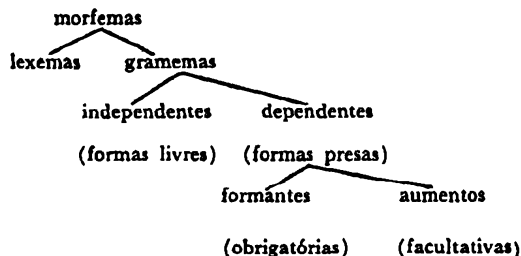 morfemas
lexemas gramemas
independentes dependentes
(formas livres) (formas presas)
formantes aumentos
(obrigatórias) (facultativas)